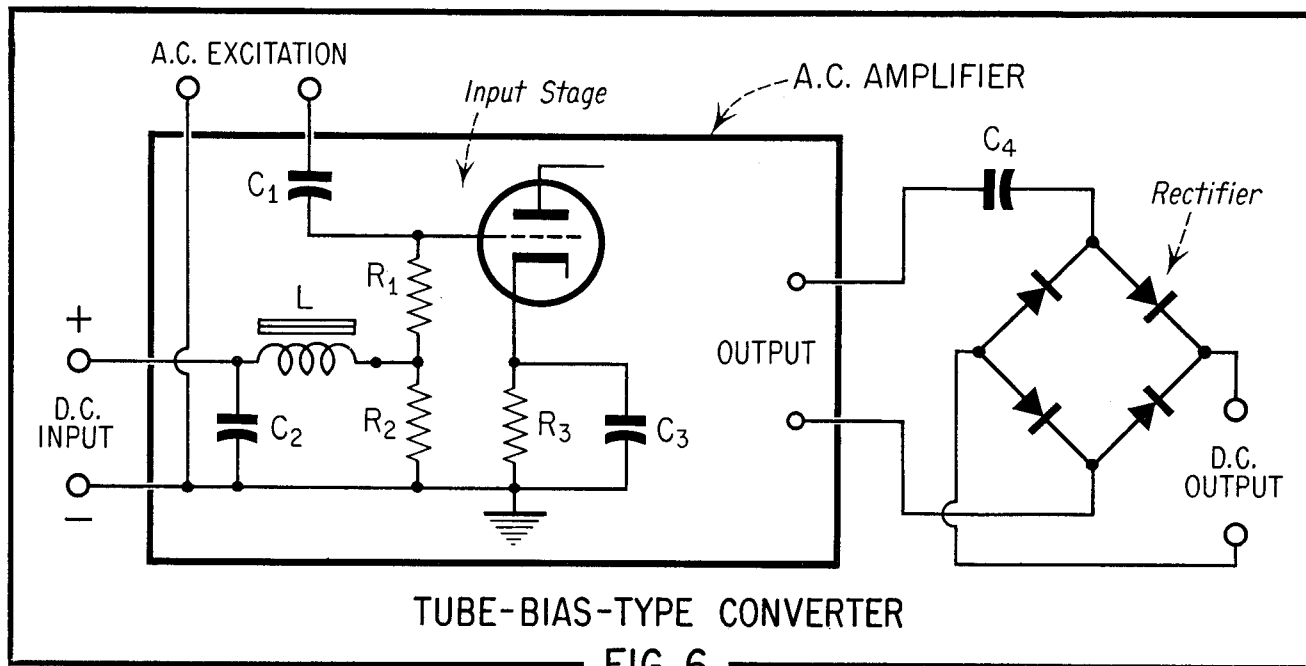 A.C. EXCITATION
Input Stage
A.C. AMPLIFIER
C1
C4
Rectifier
R1
L
+
D.C.
INPUT
C2
R2
R3
C3
OUTPUT
D.C.
OUTPUT
−
TUBE-BIAS-TYPE CONVERTER
FIG 6